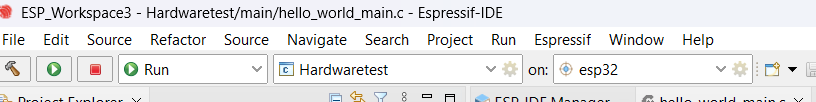 ESP_Workspace3 - Hardwaretest/main/hello_world_main.c - Espressif-IDE
File Edit Source Refactor Source Navigate Search Project Run Espressif Window Help
Run Hardwaretest on: esp32
Project Explorer ESP-IDF Manager hello_world_main.c